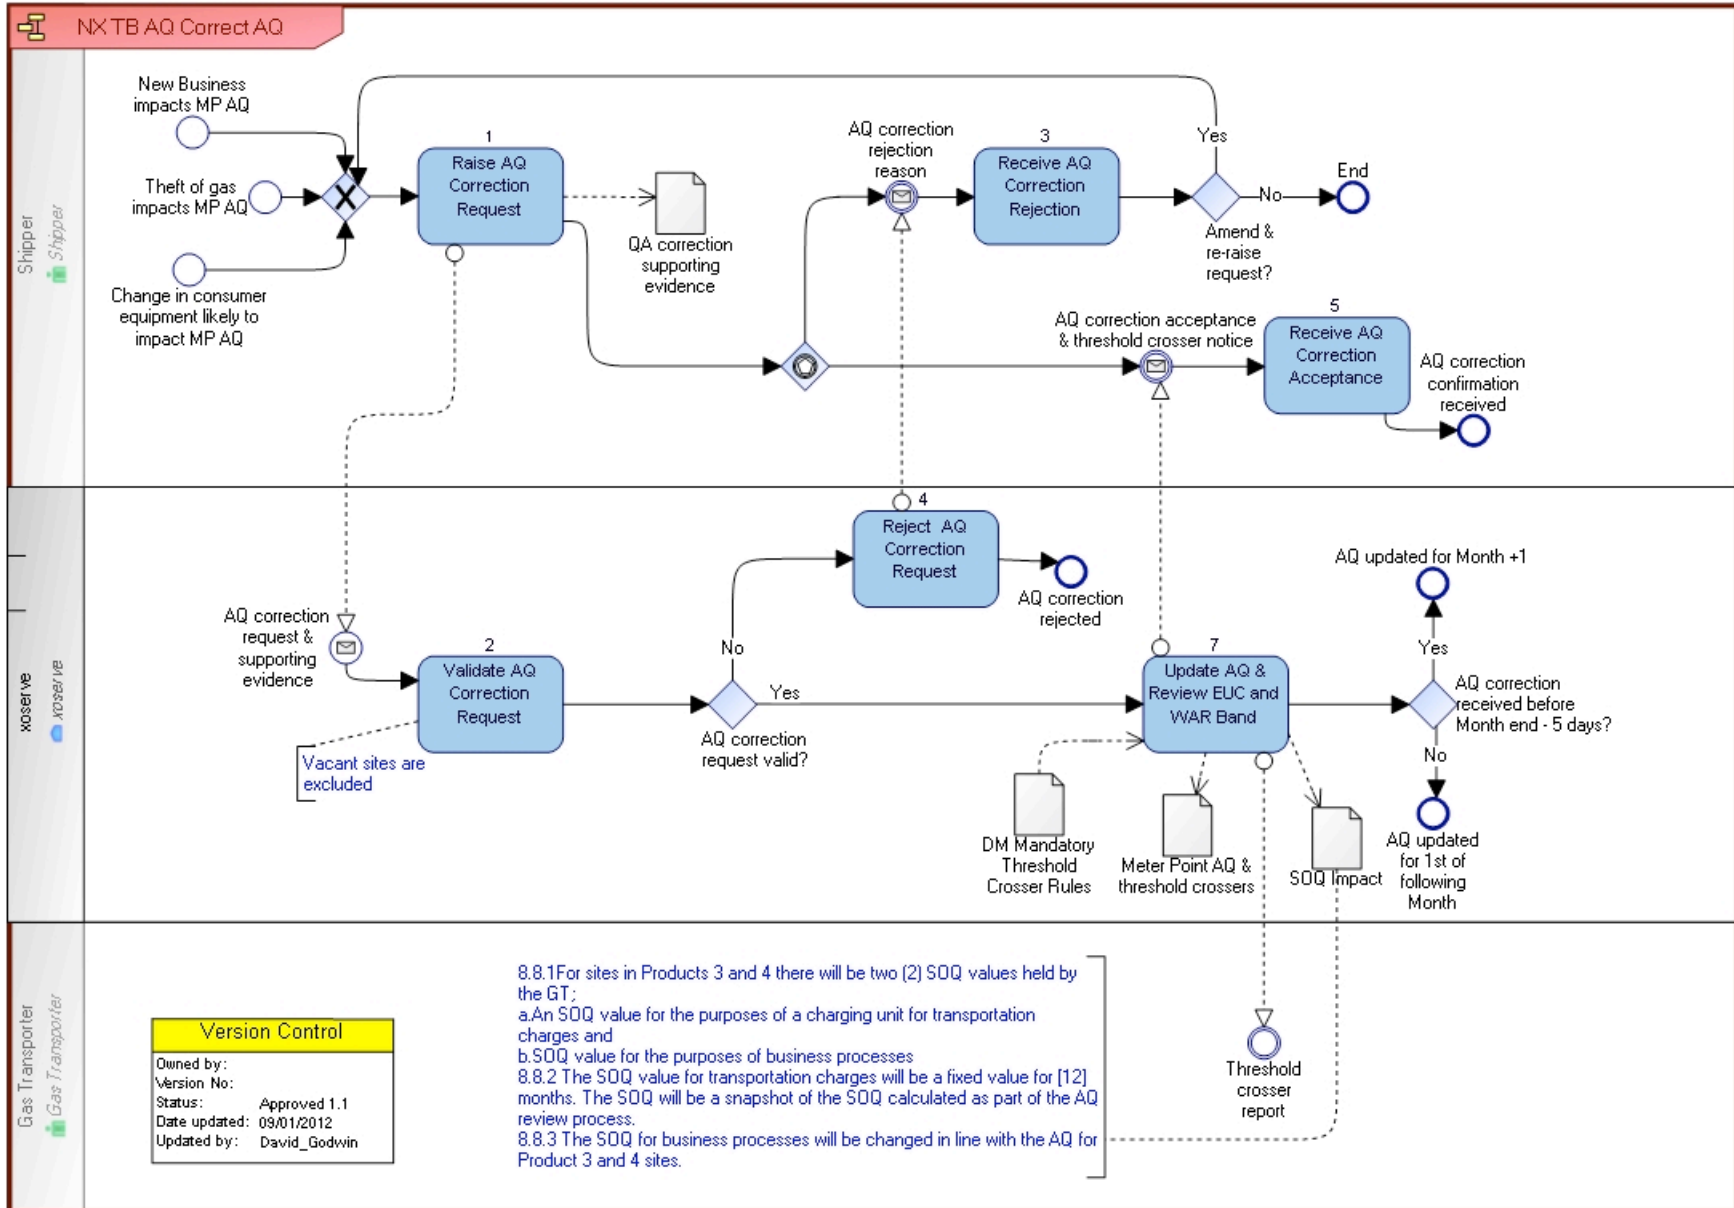 NX TB AQ Correct AQ
Shipper
Shipper
New Business
impacts MP AQ
Theft of gas
impacts MP AQ
Change in consumer
equipment likely to
impact MP AQ
1
Raise AQ
Correction
Request
QA correction
supporting
evidence
AQ correction
rejection
reason
3
Receive AQ
Correction
Rejection
Yes
No
End
Amend &
re-raise
request?
AQ correction acceptance
& threshold crosser notice
5
Receive AQ
Correction
Acceptance
AQ correction
confirmation
received
xoserve
xoserve
AQ correction
request &
supporting
evidence
2
Validate AQ
Correction
Request
Vacant sites are
excluded
No
Yes
AQ correction
request valid?
4
Reject AQ
Correction
Request
AQ correction
rejected
7
Update AQ &
Review EUC and
WAR Band
DM Mandatory
Threshold
Crosser Rules
Meter Point AQ &
threshold crossers
SOQ Impact
AQ updated for Month +1
Yes
AQ correction
received before
Month end - 5 days?
No
AQ updated
for 1st of
following
Month
Gas Transporter
Gas Transporter
Version Control
Owned by:
Version No:
Status: Approved 1.1
Date updated: 09/01/2012
Updated by: David_Godwin
8.8.1For sites in Products 3 and 4 there will be two (2) SOQ values held by
the GT;
a.An SOQ value for the purposes of a charging unit for transportation
charges and
b.SOQ value for the purposes of business processes
8.8.2 The SOQ value for transportation charges will be a fixed value for [12]
months. The SOQ will be a snapshot of the SOQ calculated as part of the AQ
review process.
8.8.3 The SOQ for business processes will be changed in line with the AQ for
Product 3 and 4 sites.
Threshold
crosser
report